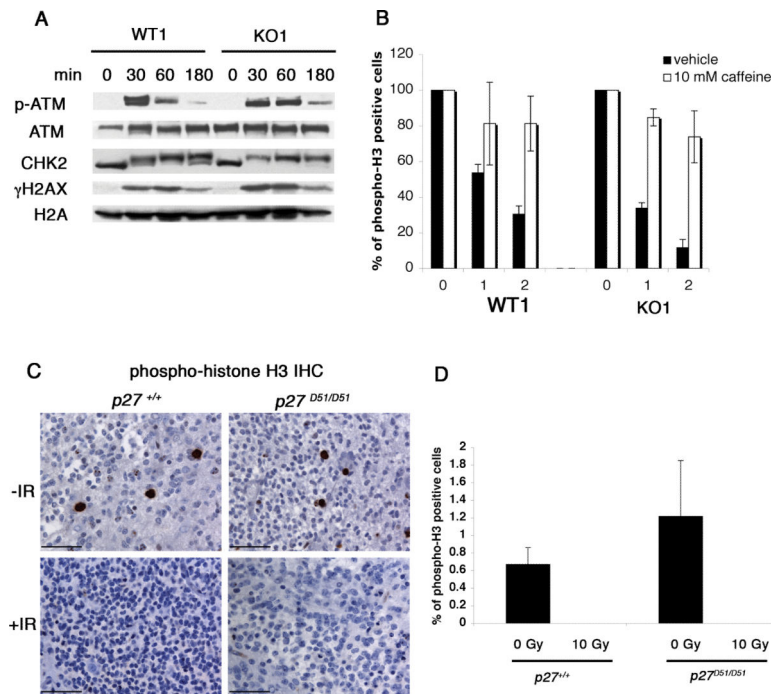 A
WT1 KO1
min 0 30 60 180 0 30 60 180
p-ATM
ATM
CHK2
γH2AX
H2A
B
% of phospho-H3 positive cells
120
100
80
60
40
20
0
vehicle
10 mM caffeine
0 1 2 0 1 2
WT1 KO1
C
phospho-histone H3 IHC
p27 +/+ p27 D51/D51
-IR
+IR
D
% of phospho-H3 positive cells
2
1.8
1.6
1.4
1.2
1
0.8
0.6
0.4
0.2
0
0 Gy 10 Gy 0 Gy 10 Gy
p27+/+ p27D51/D51